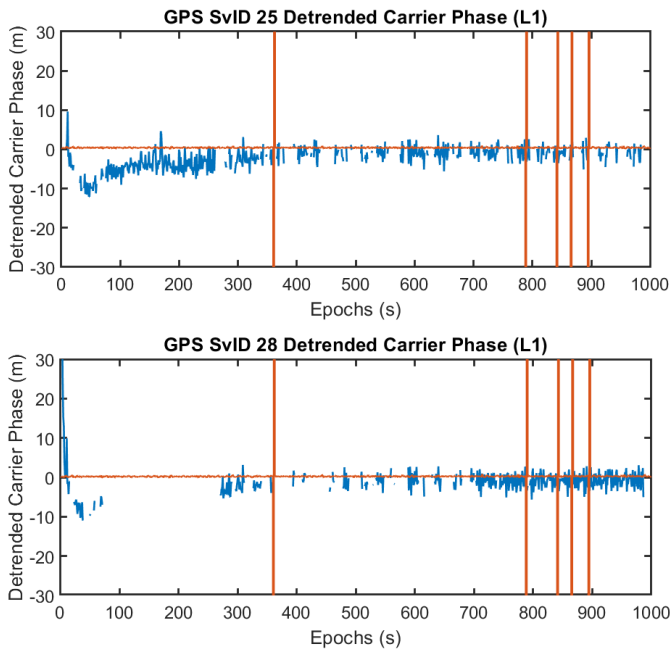 GPS SvID 25 Detrended Carrier Phase (L1)
Detrended Carrier Phase (m)
30
20
10
0
-10
-20
-30
0 100 200 300 400 500 600 700 800 900 1000
Epochs (s)
GPS SvID 28 Detrended Carrier Phase (L1)
Detrended Carrier Phase (m)
30
20
10
0
-10
-20
-30
0 100 200 300 400 500 600 700 800 900 1000
Epochs (s)